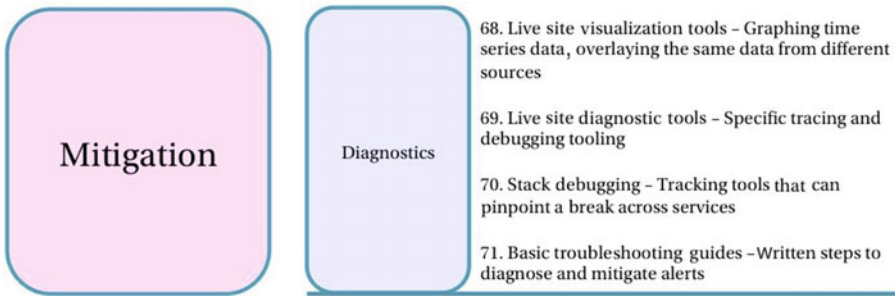 Mitigation
Diagnostics
68. Live site visualization tools – Graphing time
series data, overlaying the same data from different
sources
69. Live site diagnostic tools – Specific tracing and
debugging tooling
70. Stack debugging – Tracking tools that can
pinpoint a break across services
71. Basic troubleshooting guides –Written steps to
diagnose and mitigate alerts